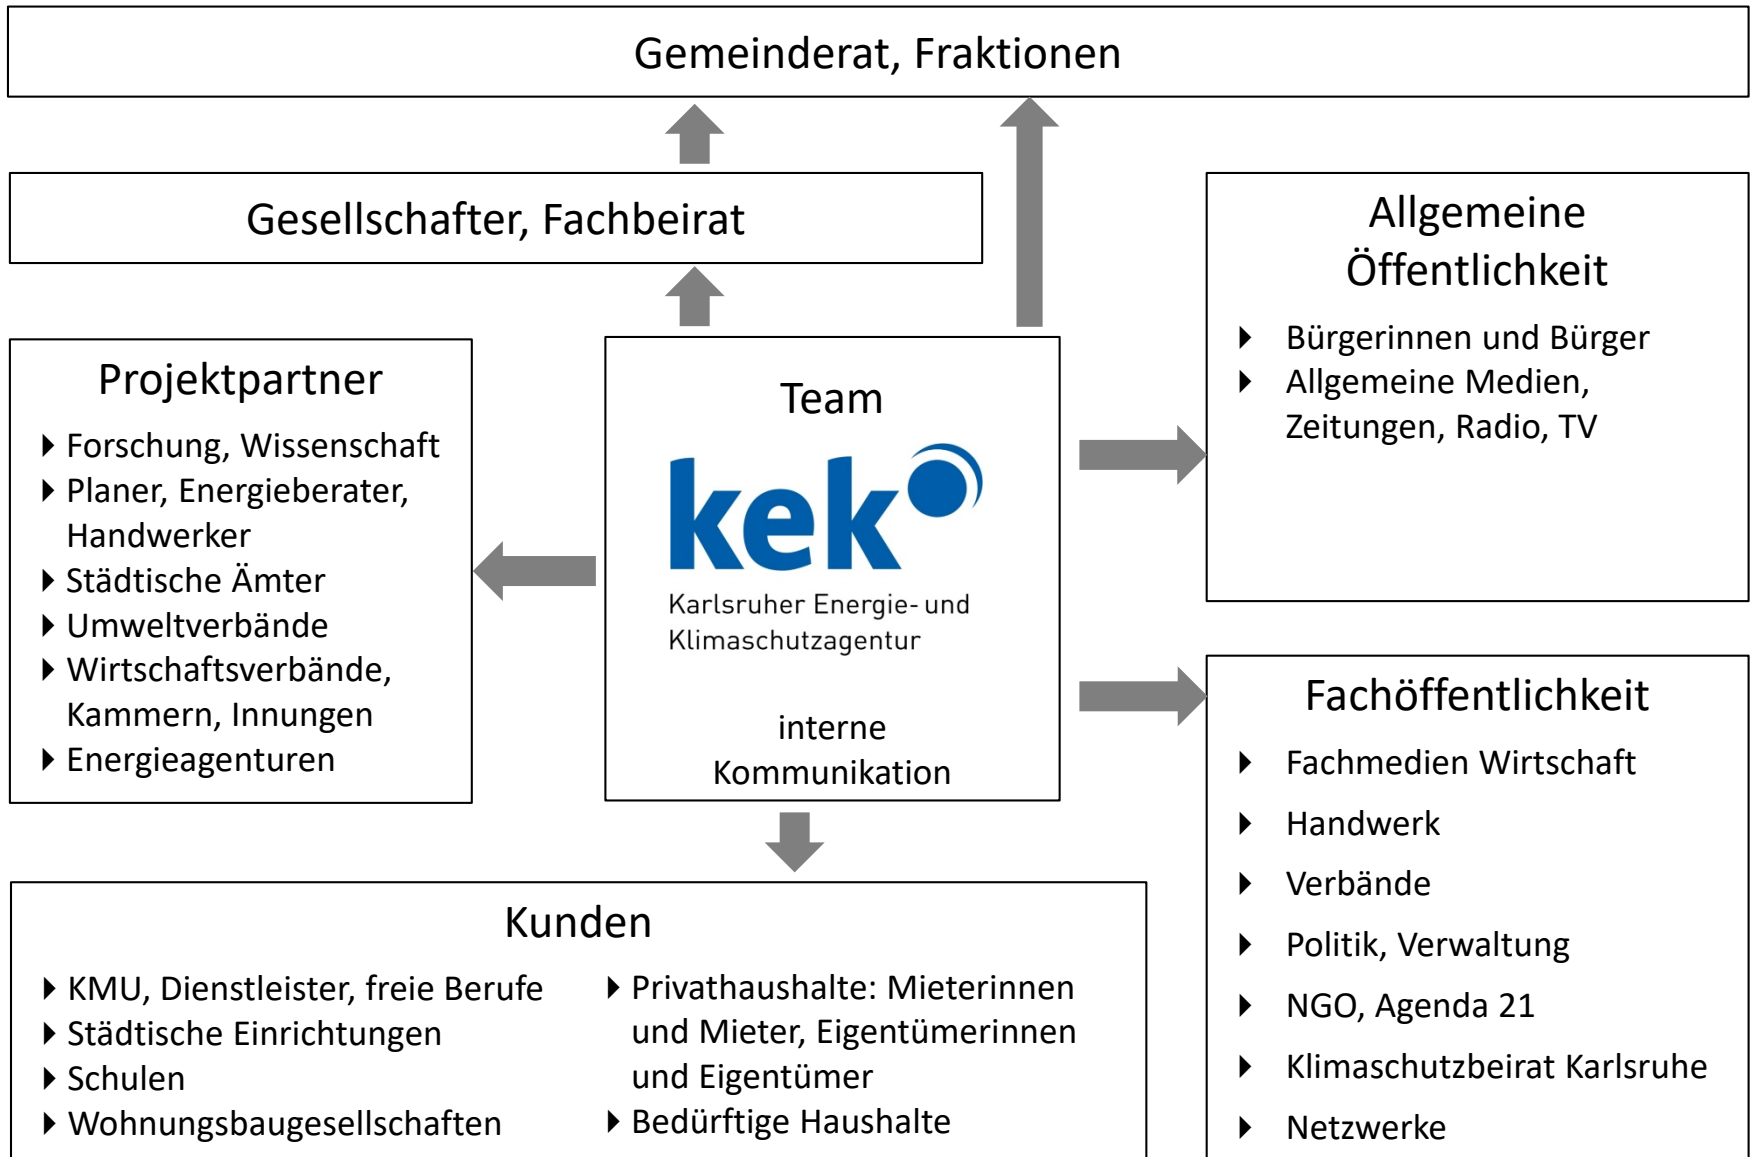 Gemeinderat, Fraktionen
Gesellschafter, Fachbeirat
Projektpartner
Forschung, Wissenschaft
Planer, Energieberater,
Handwerker
Städtische Ämter
Umweltverbände
Wirtschaftsverbände,
Kammern, Innungen
Energieagenturen
Team
kek
Karlsruher Energie- und
Klimaschutzagentur
interne
Kommunikation
Allgemeine
Öffentlichkeit
Bürgerinnen und Bürger
Allgemeine Medien,
Zeitungen, Radio, TV
Fachöffentlichkeit
Fachmedien Wirtschaft
Handwerk
Verbände
Politik, Verwaltung
NGO, Agenda 21
Klimaschutzbeirat Karlsruhe
Netzwerke
Kunden
KMU, Dienstleister, freie Berufe
Städtische Einrichtungen
Schulen
Wohnungsbaugesellschaften
Privathaushalte: Mieterinnen
und Mieter, Eigentümerinnen
und Eigentümer
Bedürftige Haushalte